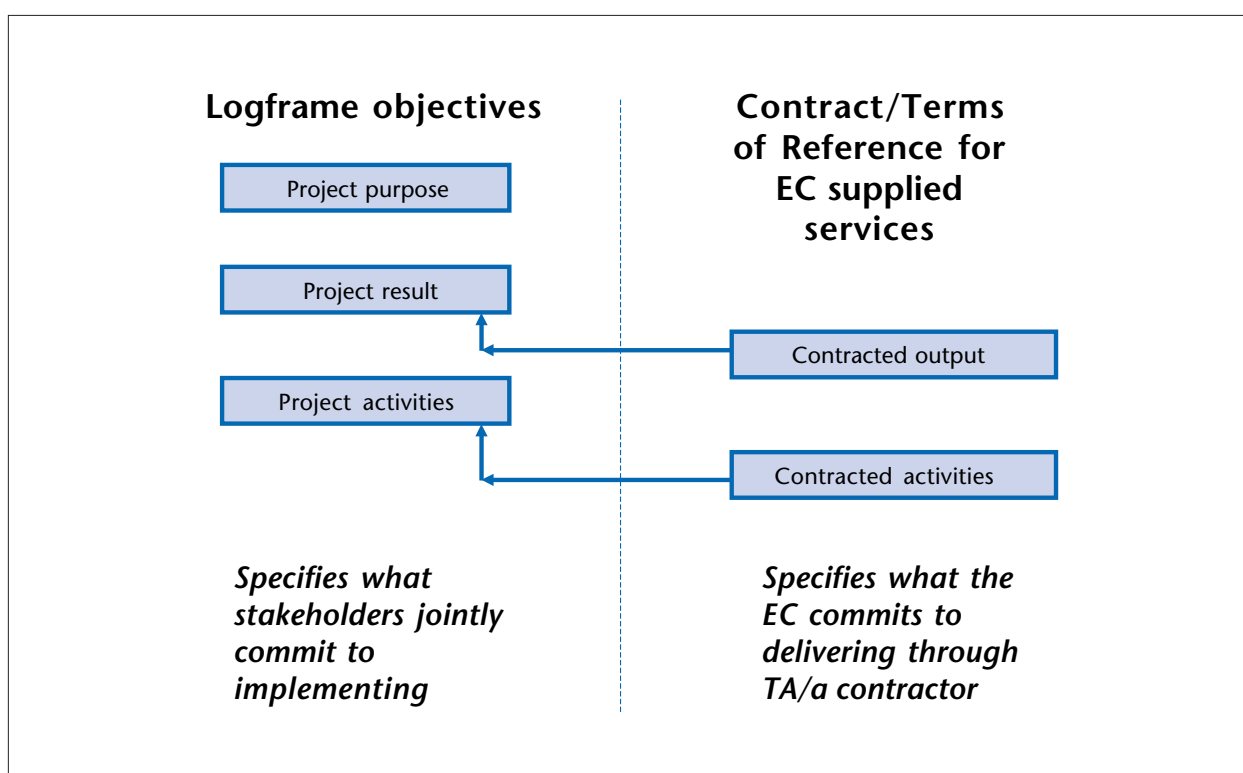 Logframe objectives
Project purpose
Project result
Project activities
Specifies what
stakeholders jointly
commit to
implementing
Contract/Terms
of Reference for
EC supplied
services
Contracted output
Contracted activities
Specifies what the
EC commits to
delivering through
TA/a contractor